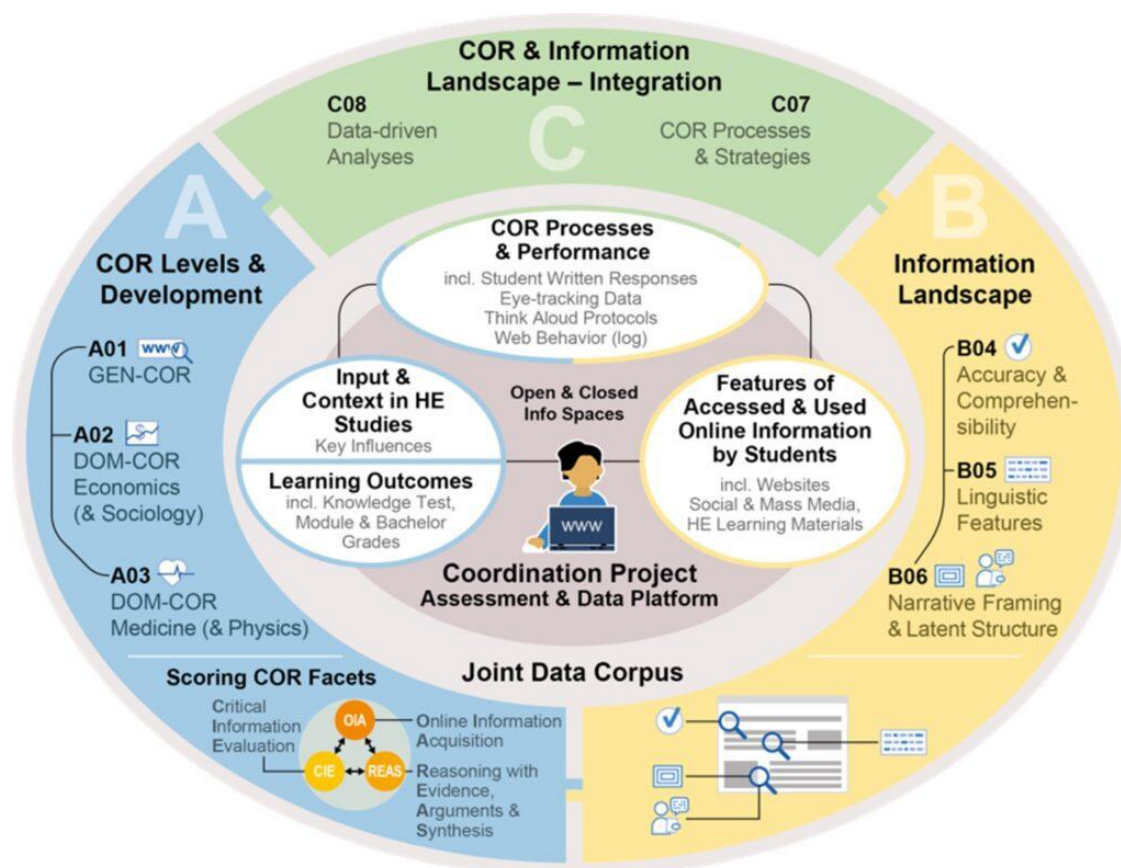 COR & Information
Landscape – Integration
C
C08
Data-driven
Analyses
C07
COR Processes
& Strategies
A
COR Levels &
Development
A01
GEN-COR
A02
DOM-COR
Economics
(& Sociology)
A03
DOM-COR
Medicine (& Physics)
B
Information
Landscape
B04
Accuracy &
Comprehen-
sibility
B05
Linguistic
Features
B06
Narrative Framing
& Latent Structure
COR Processes
& Performance
incl. Student Written Responses
Eye-tracking Data
Think Aloud Protocols
Web Behavior (log)
Input &
Context in HE
Studies
Key Influences
Learning Outcomes
incl. Knowledge Test,
Module & Bachelor
Grades
Open & Closed
Info Spaces
WWW
Features of
Accessed & Used
Online Information
by Students
incl. Websites
Social & Mass Media,
HE Learning Materials
Coordination Project
Assessment & Data Platform
Joint Data Corpus
Scoring COR Facets
Critical
Information
Evaluation
OIA
CIE
REAS
Online Information
Acquisition
Reasoning with
Evidence,
Arguments &
Synthesis